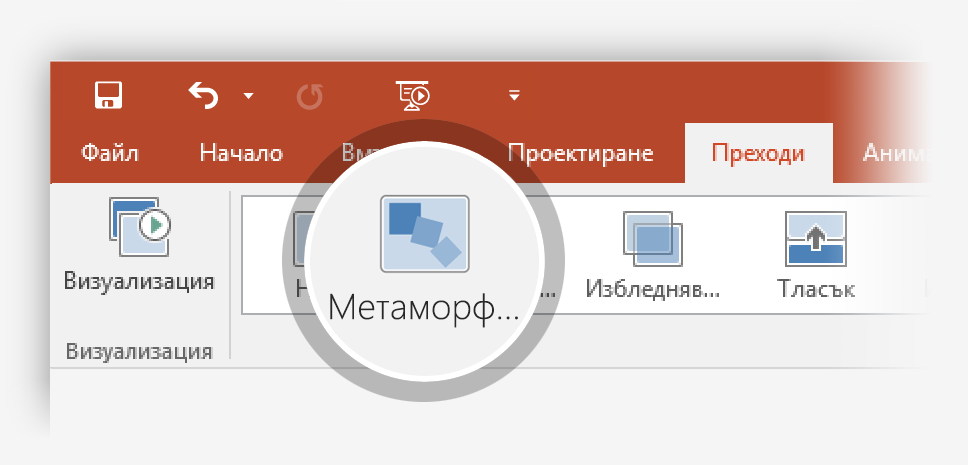 Файл Начало Проектиране Преходи
Метаморф... Избледняв... Тласък
Визуализация
Визуализация